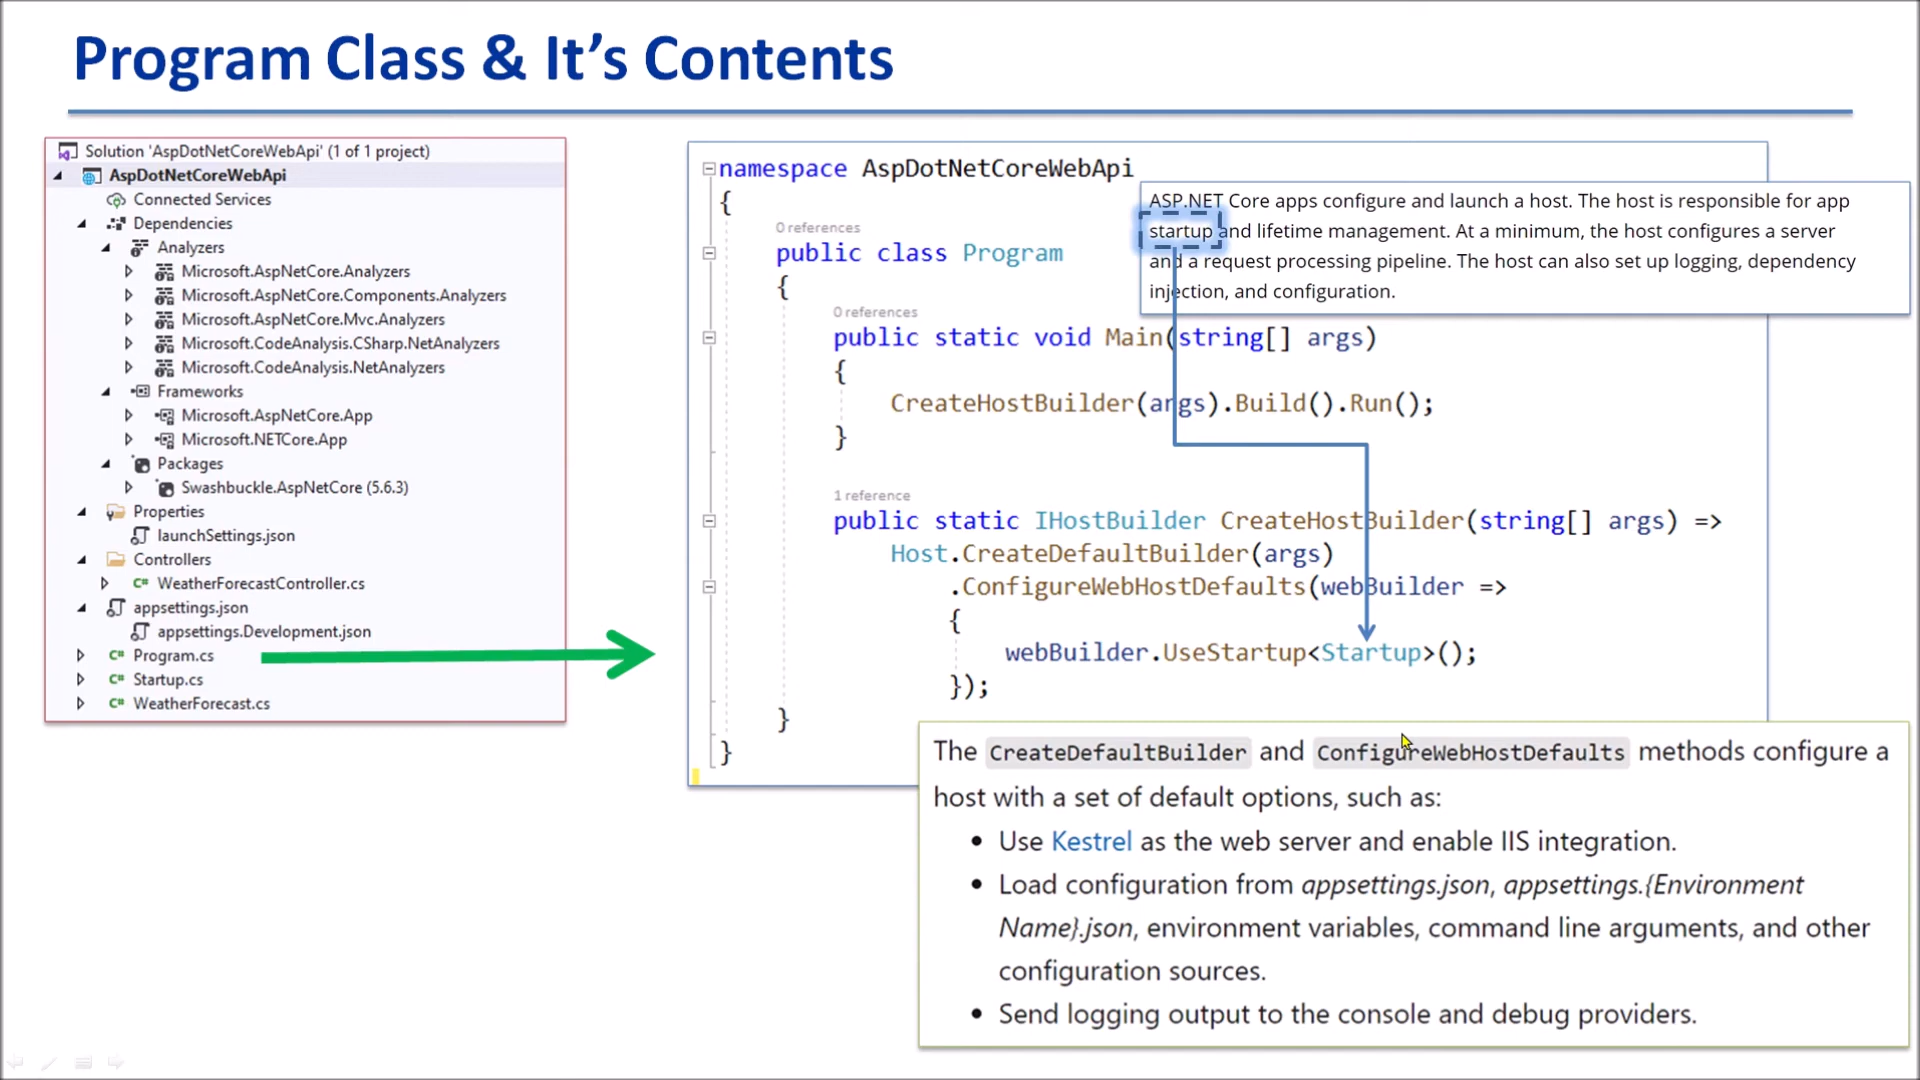 Program Class & It’s Contents
Solution 'AspDotNetCoreWebApi' (1 of 1 project)
AspDotNetCoreWebApi
Connected Services
Dependencies
Analyzers
Microsoft.AspNetCore.Analyzers
Microsoft.AspNetCore.Components.Analyzers
Microsoft.AspNetCore.Mvc.Analyzers
Microsoft.CodeAnalysis.CSharp.NetAnalyzers
Microsoft.CodeAnalysis.NetAnalyzers
Frameworks
Microsoft.AspNetCore.App
Microsoft.NETCore.App
Packages
Swashbuckle.AspNetCore (5.6.3)
Properties
launchSettings.json
Controllers
C# WeatherForecastController.cs
appsettings.json
appsettings.Development.json
C# Program.cs
C# Startup.cs
C# WeatherForecast.cs
namespace AspDotNetCoreWebApi
{
0 references
public class Program
{
0 references
public static void Main(string[] args)
{
CreateHostBuilder(args).Build().Run();
}
1 reference
public static IHostBuilder CreateHostBuilder(string[] args) =>
Host.CreateDefaultBuilder(args)
.ConfigureWebHostDefaults(webBuilder =>
{
webBuilder.UseStartup<Startup>();
});
}
}
ASP.NET Core apps configure and launch a host. The host is responsible for app
startup and lifetime management. At a minimum, the host configures a server
and a request processing pipeline. The host can also set up logging, dependency
injection, and configuration.
The CreateDefaultBuilder and ConfigureWebHostDefaults methods configure a
host with a set of default options, such as:
• Use Kestrel as the web server and enable IIS integration.
• Load configuration from appsettings.json, appsettings.{Environment
Name}.json, environment variables, command line arguments, and other
configuration sources.
• Send logging output to the console and debug providers.